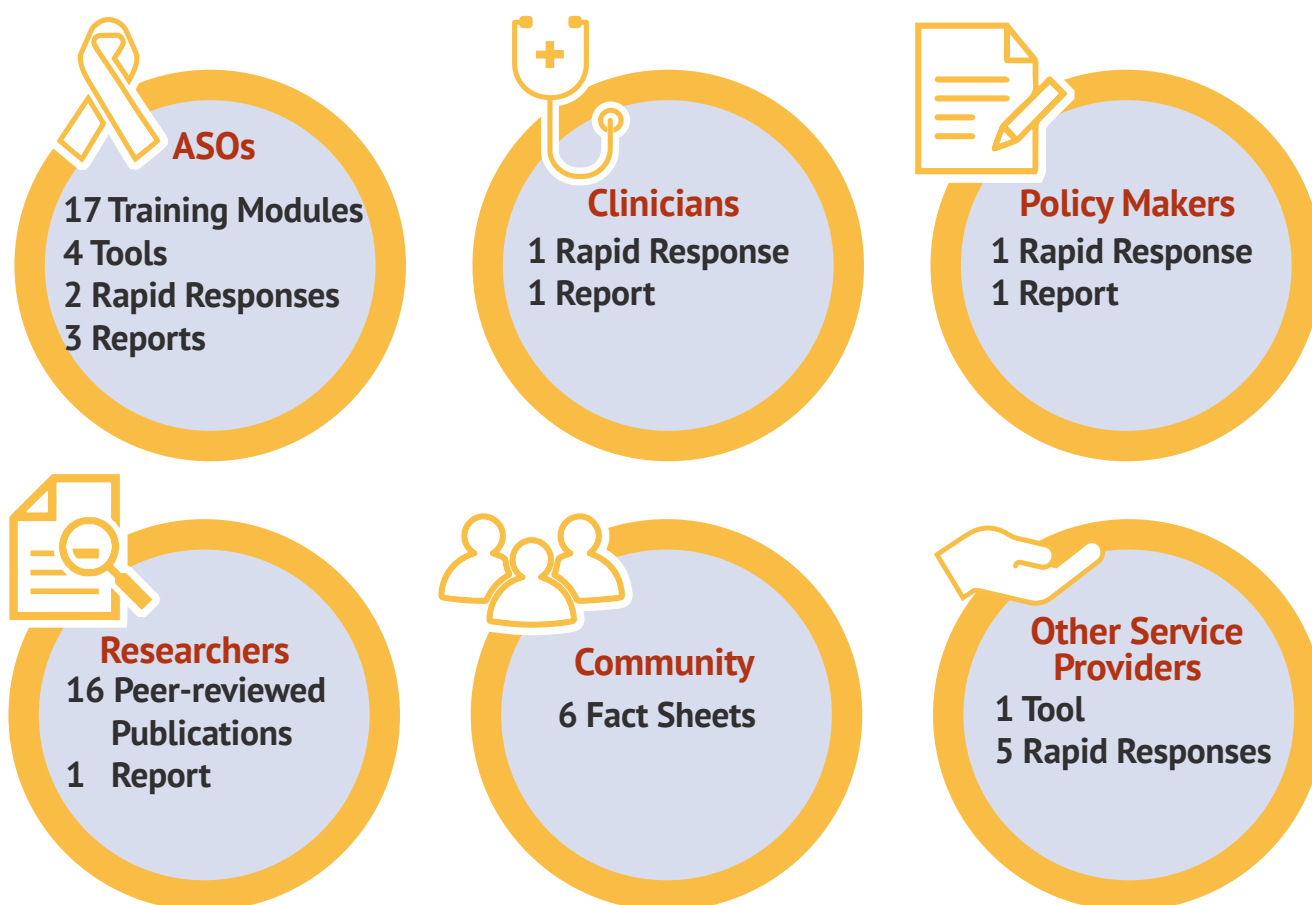 ASOs
17 Training Modules
4 Tools
2 Rapid Responses
3 Reports
Clinicians
1 Rapid Response
1 Report
Policy Makers
1 Rapid Response
1 Report
Researchers
16 Peer-reviewed
Publications
1 Report
Community
6 Fact Sheets
Other Service
Providers
1 Tool
5 Rapid Responses